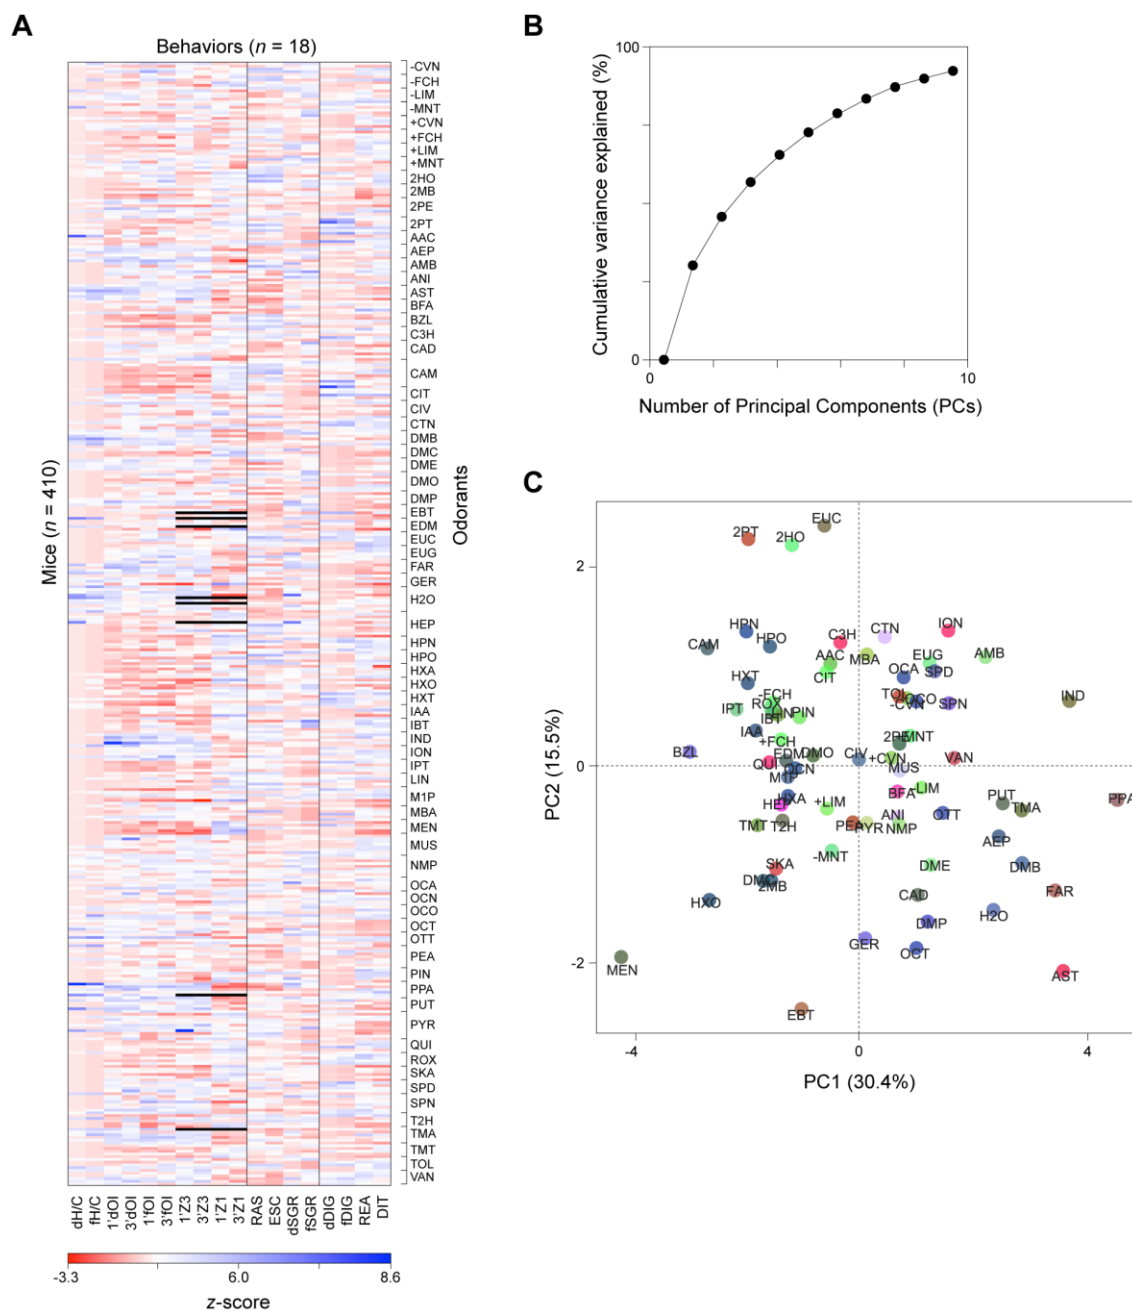 A
Behaviors (n = 18)
Mice (n = 410)
Odorants
-CVN
-FCH
-LIM
-MNT
+CVN
+FCH
+LIM
+MNT
2HO
2MB
2PE
2PT
AAC
AEP
AMB
ANI
AST
BFA
BZL
C3H
CAD
CAM
CIT
CIV
CTN
DMB
DMC
DME
DMO
DMP
EBT
EDM
EUC
EUG
FAR
GER
H2O
HEP
HPN
HPO
HXA
HXO
HXT
IAA
IBT
IND
ION
IPT
LIN
M1P
MBA
MEN
MUS
NMP
OCA
OCN
OCO
OCT
OTT
PEA
PIN
PPA
PUT
PYR
QUI
ROX
SKA
SPD
SPN
T2H
TMA
TMT
TOL
VAN
dH/C
fH/C
1'dOI
3'dOI
1'fOI
3'fOI
1'Z3
3'Z3
1'Z1
3'Z1
RAS
ESC
dSGR
fSGR
dDIG
fDIG
REA
DIT
-3.3
6.0
8.6
z-score
B
Cumulative variance explained (%)
100
0
0
10
Number of Principal Components (PCs)
C
PC2 (15.5%)
2
0
-2
-4
0
4
PC1 (30.4%)
2PT
2HO
EUC
HPN
HPO
CAM
C3H
CTN
ION
AAC
MBA
CIT
EUG
SPD
AMB
OCA
HXT
-FCH
ROX
IPT
IBT
PIN
TOL
OCO
-CVN
SPN
IND
IAA
+FCH
BZL
EDM
DMO
QUI
OCN
M1P
CIV
+CVN
MUS
VAN
HXA
+LIM
BFA
-LIM
PUT
TMA
PPA
TMT
T2H
PEA
PYR
ANI
NMP
OTT
AEP
-MNT
SKA
DMC
2MB
HXO
DME
DMB
CAD
FAR
H2O
DMP
GER
OCT
MEN
AST
EBT